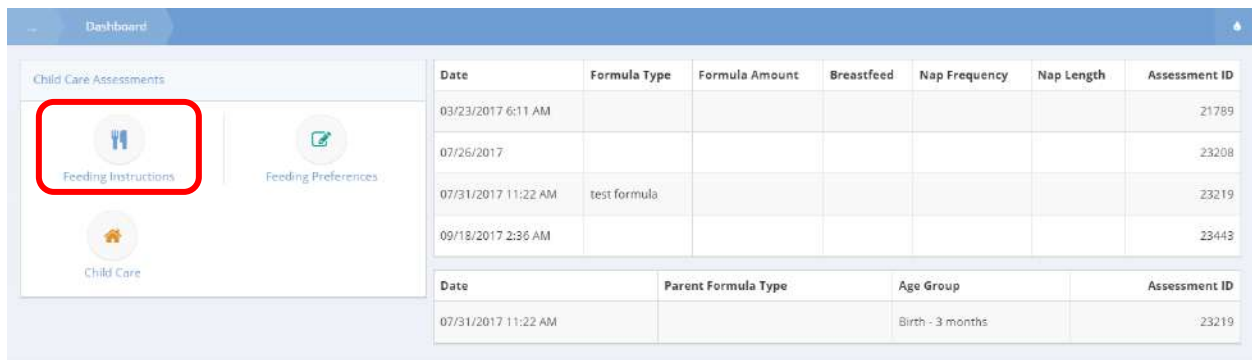 ... Dashboard
Child Care Assessments
Feeding Instructions Feeding Preferences
Child Care
Date Formula Type Formula Amount Breastfeed Nap Frequency Nap Length Assessment ID
03/23/2017 6:11 AM 21789
07/26/2017 23208
07/31/2017 11:22 AM test formula 23219
09/18/2017 2:36 AM 23443
Date Parent Formula Type Age Group Assessment ID
07/31/2017 11:22 AM Birth - 3 months 23219